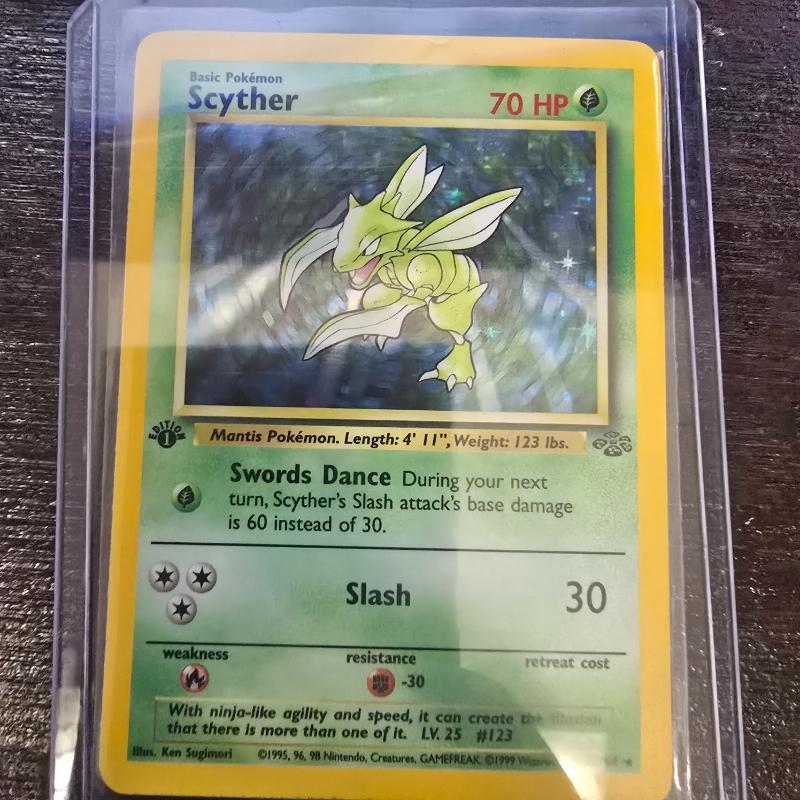 Basic Pokémon
Scyther 70 HP
EDITION 1
Mantis Pokémon. Length: 4' 11", Weight: 123 lbs.
Swords Dance During your next
turn, Scyther's Slash attack's base damage
is 60 instead of 30.
Slash 30
weakness resistance retreat cost
-30
With ninja-like agility and speed, it can create the illusion
that there is more than one of it. LV. 25 #123
Illus. Ken Sugimori ©1995, 96, 98 Nintendo, Creatures, GAMEFREAK. ©1999